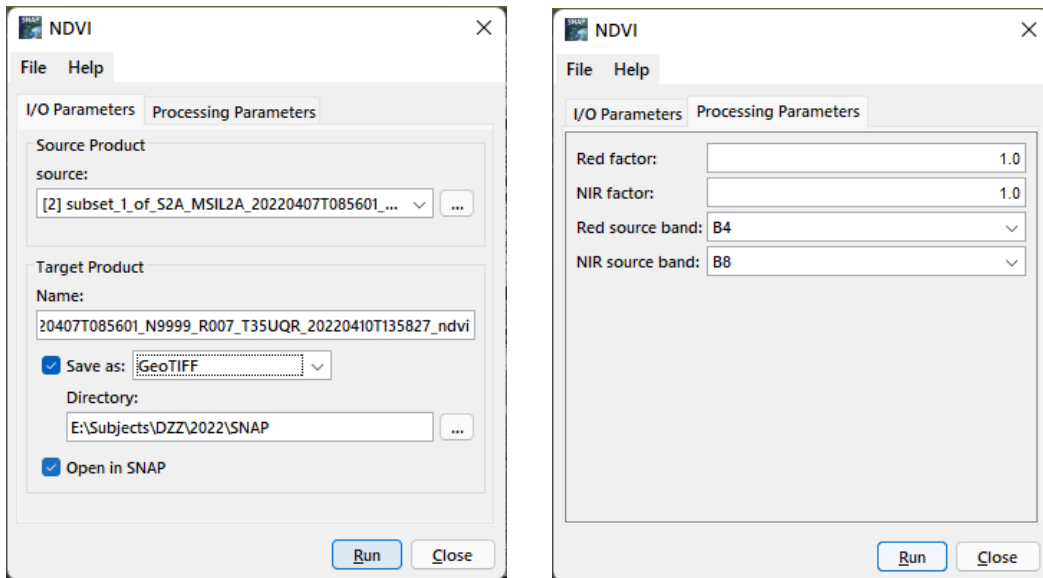 NDVI
File Help
I/O Parameters Processing Parameters
Source Product
source:
[2] subset_1_of_S2A_MSIL2A_20220407T085601_... ...
Target Product
Name:
20407T085601_N9999_R007_T35UQR_20220410T135827_ndvi
Save as: GeoTIFF
Directory:
E:\Subjects\DZZ\2022\SNAP ...
Open in SNAP
Run Close
NDVI
File Help
I/O Parameters Processing Parameters
Red factor: 1.0
NIR factor: 1.0
Red source band: B4
NIR source band: B8
Run Close